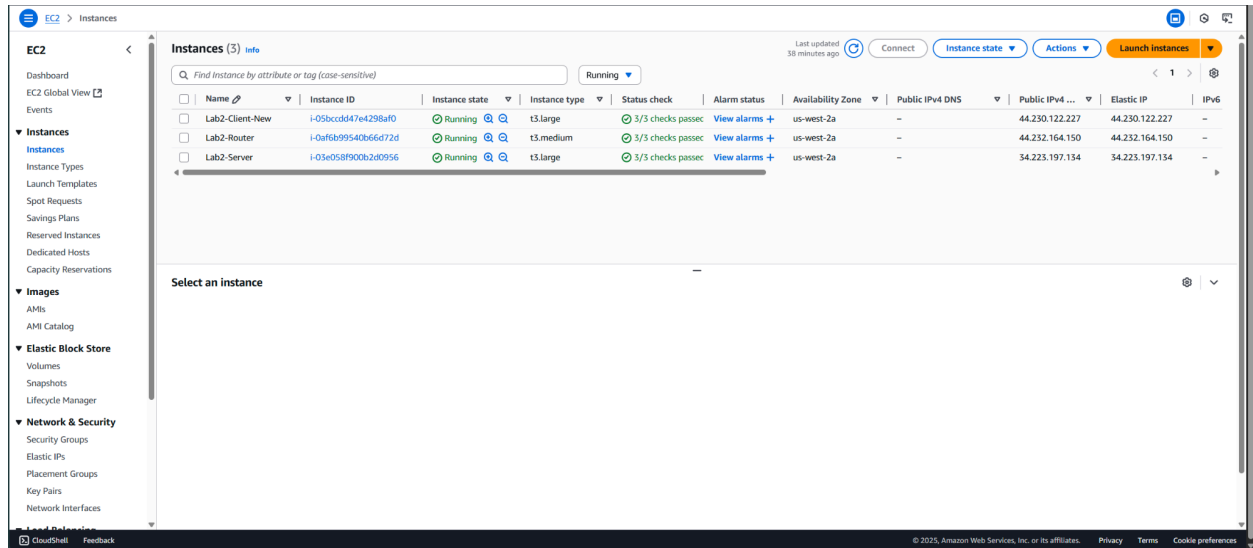 EC2 > Instances
EC2
Dashboard
EC2 Global View
Events
Instances
Instances
Instance Types
Launch Templates
Spot Requests
Savings Plans
Reserved Instances
Dedicated Hosts
Capacity Reservations
Images
AMIs
AMI Catalog
Elastic Block Store
Volumes
Snapshots
Lifecycle Manager
Network & Security
Security Groups
Elastic IPs
Placement Groups
Key Pairs
Network Interfaces
Load Balancing
Instances (3) Info
Last updated
38 minutes ago
Connect
Instance state
Actions
Launch instances
Find Instance by attribute or tag (case-sensitive)
Running
1
Name Instance ID Instance state Instance type Status check Alarm status Availability Zone Public IPv4 DNS Public IPv4 ... Elastic IP IPv6
Lab2-Client-New i-05bccdd47e4298af0 Running t3.large 3/3 checks passec View alarms + us-west-2a – 44.230.122.227 44.230.122.227 –
Lab2-Router i-0af6b99540b66d72d Running t3.medium 3/3 checks passec View alarms + us-west-2a – 44.232.164.150 44.232.164.150 –
Lab2-Server i-03e058f900b2d0956 Running t3.large 3/3 checks passec View alarms + us-west-2a – 34.223.197.134 34.223.197.134 –
Select an instance
CloudShell Feedback
© 2025, Amazon Web Services, Inc. or its affiliates. Privacy Terms Cookie preferences